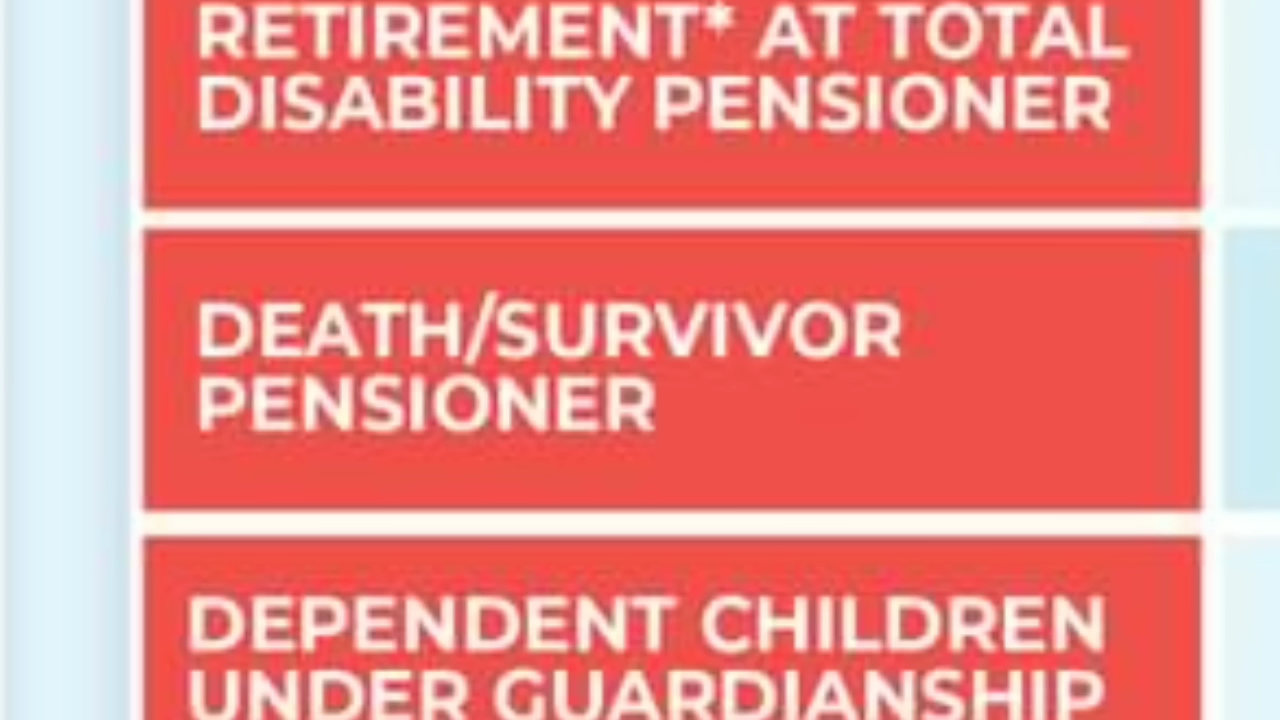 RETIREMENT* AT TOTAL
DISABILITY PENSIONER
DEATH/SURVIVOR
PENSIONER
DEPENDENT CHILDREN
UNDER GUARDIANSHIP